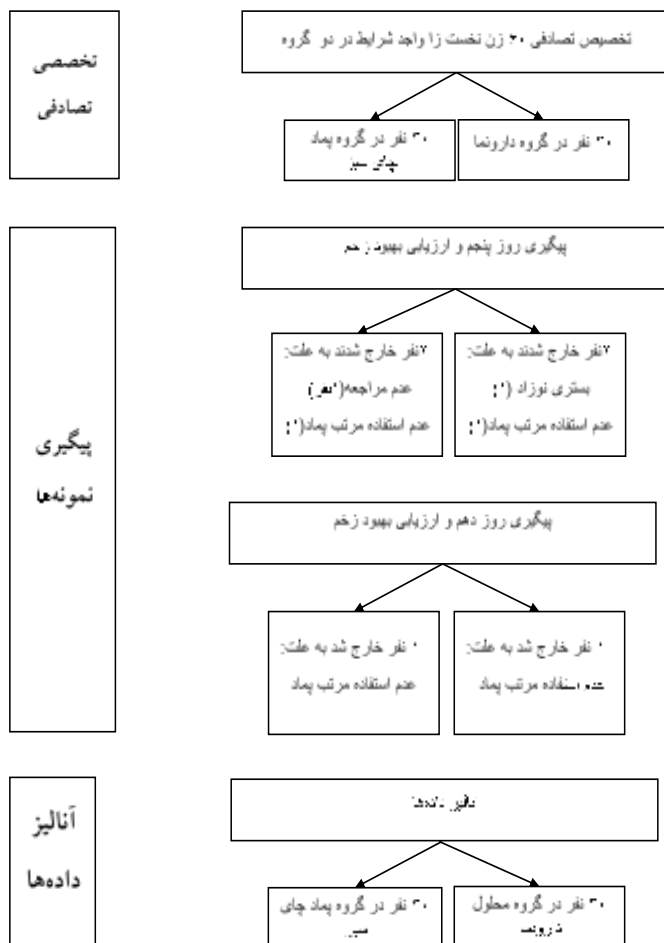 تخصصی
تصادفی
تخصیص تصادفی ۶۰ زن نخست زا واجد شرایط در دو گروه
۳۰ نفر در گروه دارونما
۳۰ نفر در گروه پماد
چای سبز
پیگیری
نمونه‌ها
پیگیری روز پنجم و ارزیابی بهبود زخم
نفر خارج شدند به علت:
بستری نوزاد
عدم استفاده مرتب پماد
نفر خارج شدند به علت:
عدم مراجعه
عدم استفاده مرتب پماد
پیگیری روز دهم و ارزیابی بهبود زخم
نفر خارج شد به علت:
عدم استفاده مرتب پماد
نفر خارج شد به علت:
عدم استفاده مرتب پماد
آنالیز
داده‌ها
داده‌ها
۳۰ نفر در گروه محلول
دارونما
۳۰ نفر در گروه پماد چای
سبز